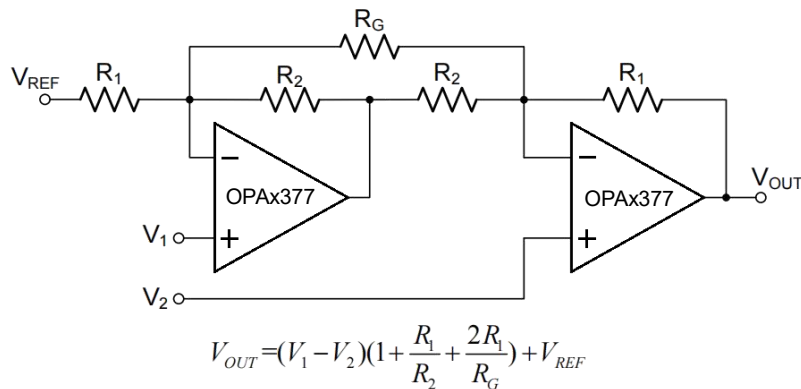 R_G
V_REF R_1 R_2 R_2 R_1
− −
OPAx377 OPAx377 V_OUT
V_1 + +
V_2
V_OUT=(V_1−V_2)(1+R_1/R_2+2R_1/R_G)+V_REF